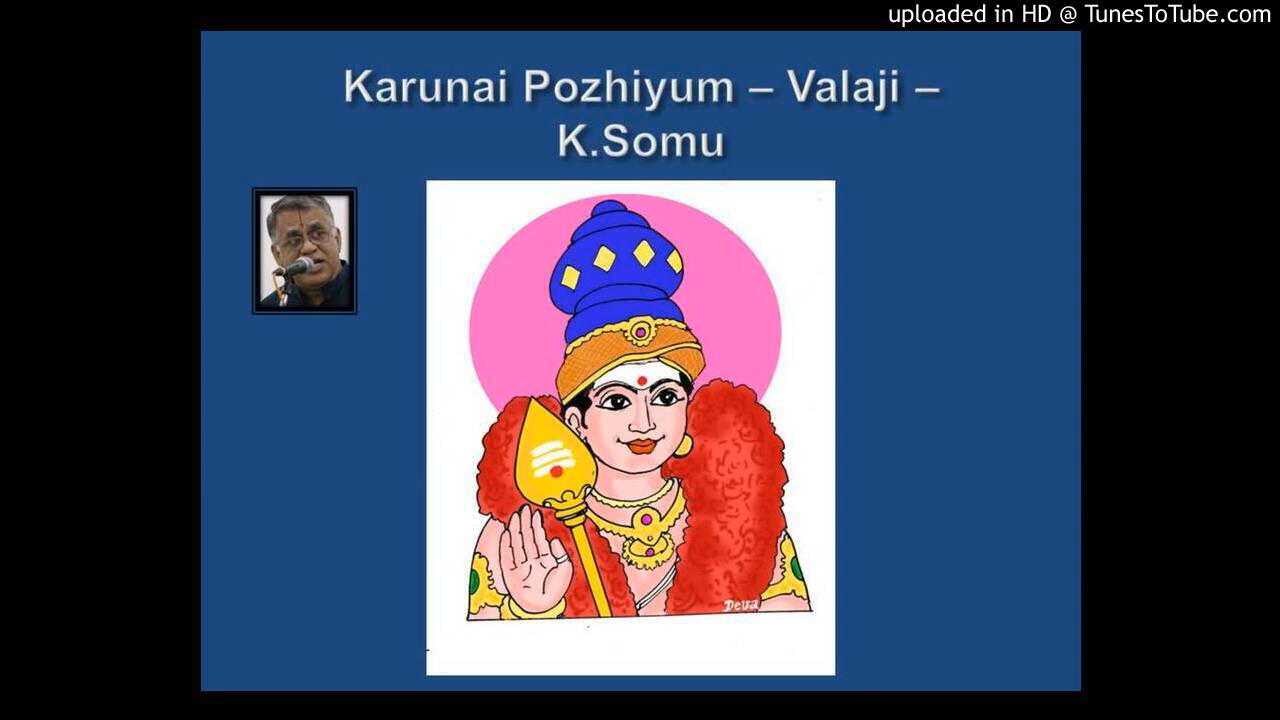 uploaded in HD @ TunesToTube.com
Karunai Pozhiyum – Valaji –
K.Somu
Deva